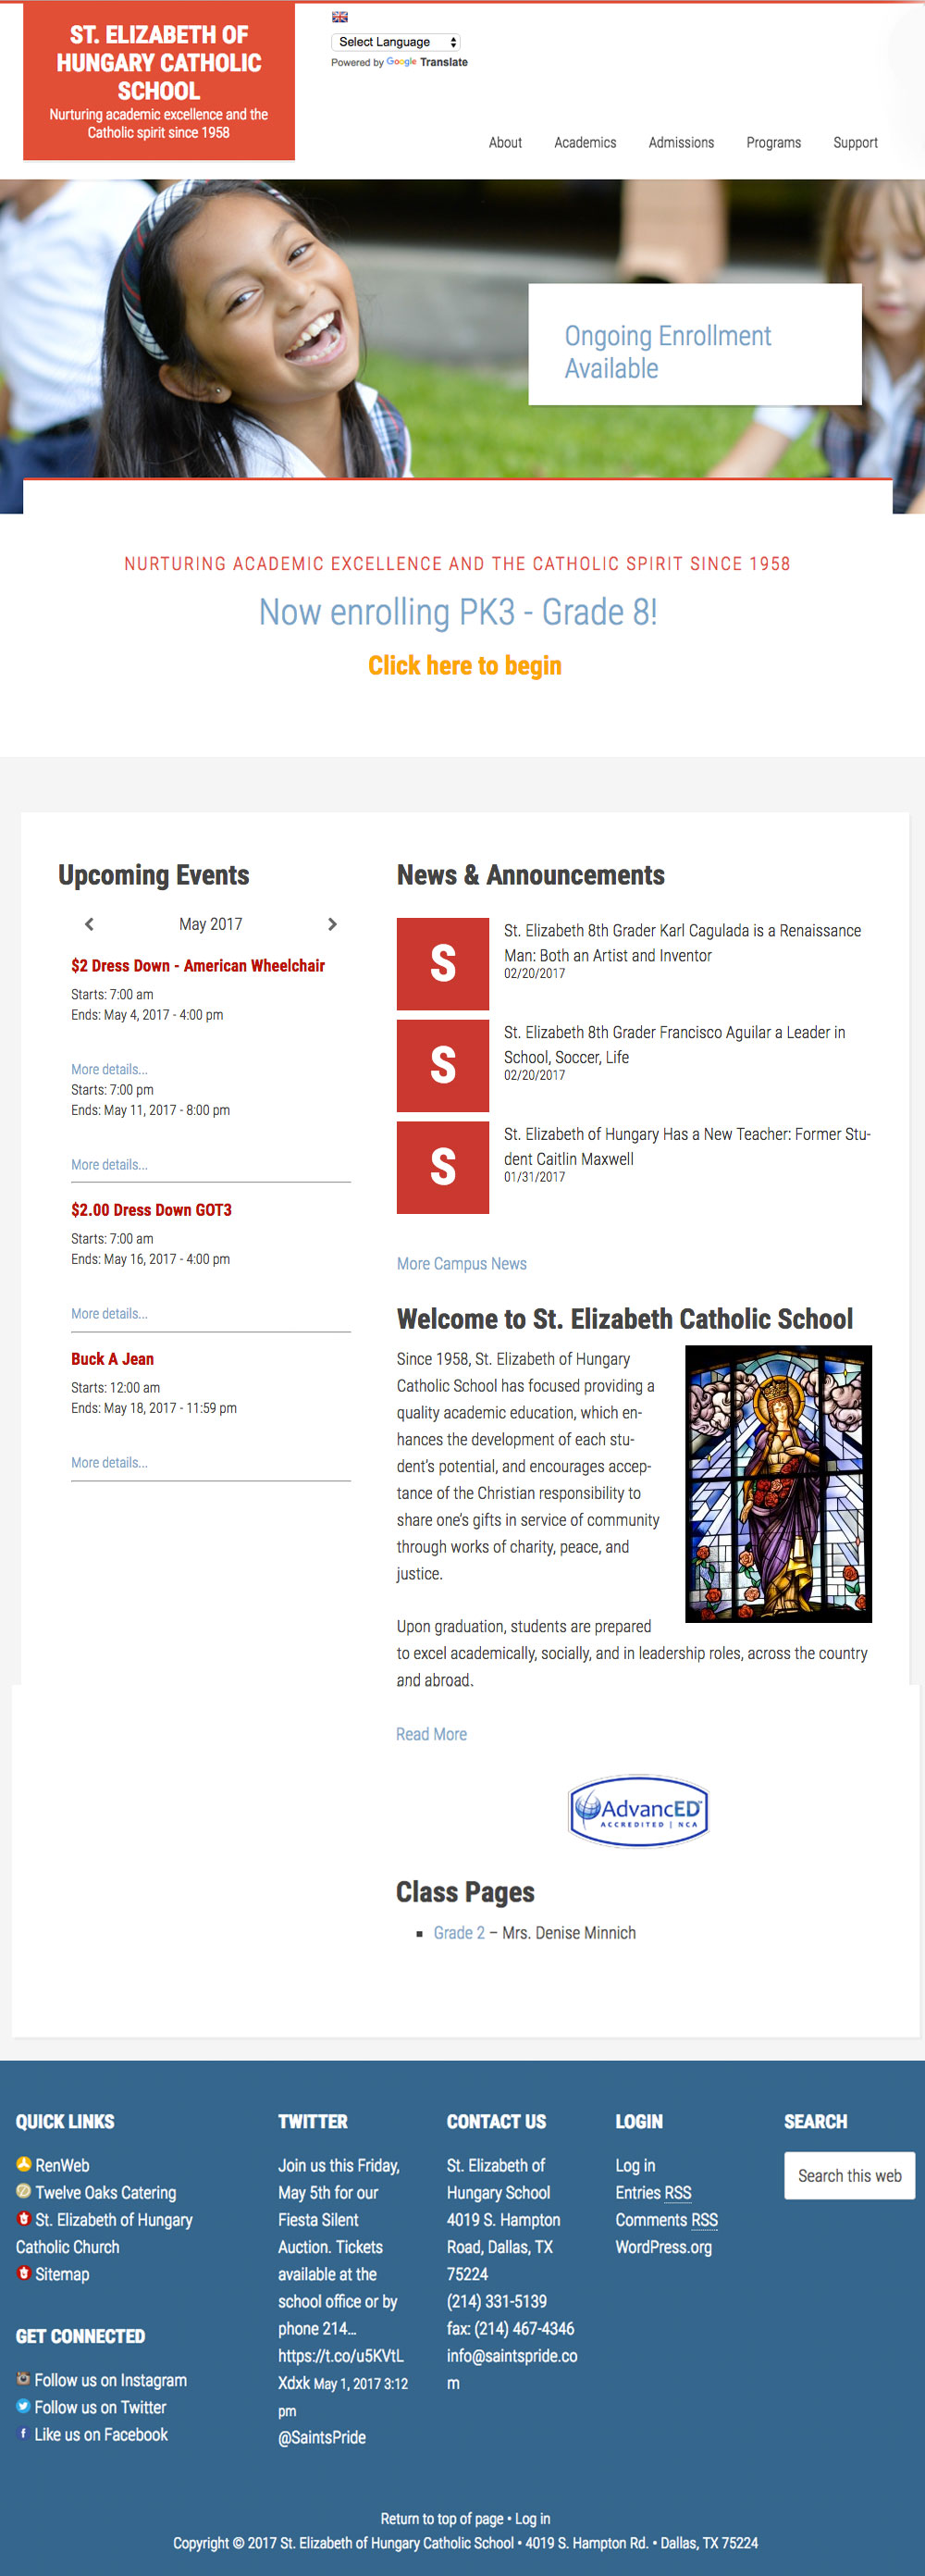 ST. ELIZABETH OF
HUNGARY CATHOLIC
SCHOOL
Nurturing academic excellence and the
Catholic spirit since 1958
Select Language
Powered by Google Translate
About Academics Admissions Programs Support
Ongoing Enrollment
Available
NURTURING ACADEMIC EXCELLENCE AND THE CATHOLIC SPIRIT SINCE 1958
Now enrolling PK3 - Grade 8!
Click here to begin
Upcoming Events
May 2017
$2 Dress Down - American Wheelchair
Starts: 7:00 am
Ends: May 4, 2017 - 4:00 pm
More details...
Starts: 7:00 pm
Ends: May 11, 2017 - 8:00 pm
More details...
$2.00 Dress Down GOT3
Starts: 7:00 am
Ends: May 16, 2017 - 4:00 pm
More details...
Buck A Jean
Starts: 12:00 am
Ends: May 18, 2017 - 11:59 pm
More details...
News & Announcements
S
St. Elizabeth 8th Grader Karl Cagulada is a Renaissance
Man: Both an Artist and Inventor
02/20/2017
S
St. Elizabeth 8th Grader Francisco Aguilar a Leader in
School, Soccer, Life
02/20/2017
S
St. Elizabeth of Hungary Has a New Teacher: Former Stu-
dent Caitlin Maxwell
01/31/2017
More Campus News
Welcome to St. Elizabeth Catholic School
Since 1958, St. Elizabeth of Hungary
Catholic School has focused providing a
quality academic education, which en-
hances the development of each stu-
dent's potential, and encourages accep-
tance of the Christian responsibility to
share one's gifts in service of community
through works of charity, peace, and
justice.
Upon graduation, students are prepared
to excel academically, socially, and in leadership roles, across the country
and abroad.
Read More
AdvancED
ACCREDITED | NCA
Class Pages
Grade 2 – Mrs. Denise Minnich
QUICK LINKS
RenWeb
Twelve Oaks Catering
St. Elizabeth of Hungary
Catholic Church
Sitemap
GET CONNECTED
Follow us on Instagram
Follow us on Twitter
Like us on Facebook
TWITTER
Join us this Friday,
May 5th for our
Fiesta Silent
Auction. Tickets
available at the
school office or by
phone 214…
https://t.co/u5KVtL
Xdxk May 1, 2017 3:12
pm
@SaintsPride
CONTACT US
St. Elizabeth of
Hungary School
4019 S. Hampton
Road, Dallas, TX
75224
(214) 331-5139
fax: (214) 467-4346
info@saintspride.co
m
LOGIN
Log in
Entries RSS
Comments RSS
WordPress.org
SEARCH
Search this web
Return to top of page • Log in
Copyright © 2017 St. Elizabeth of Hungary Catholic School • 4019 S. Hampton Rd. • Dallas, TX 75224